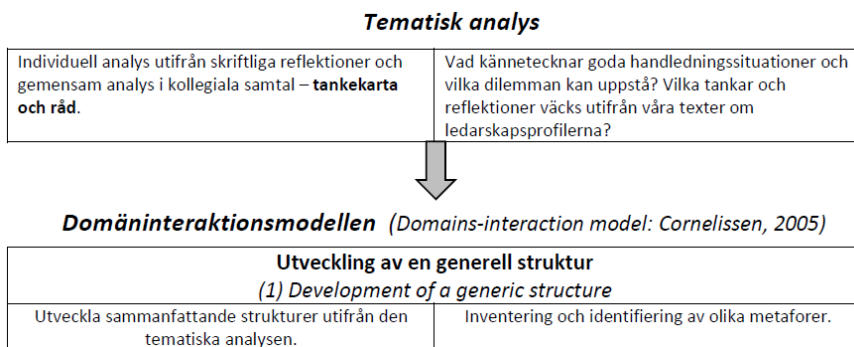 Tematisk analys
Individuell analys utifrån skriftliga reflektioner och
gemensam analys i kollegiala samtal – tankekarta
och råd.
Vad kännetecknar goda handledningssituationer och
vilka dilemman kan uppstå? Vilka tankar och
reflektioner väcks utifrån våra texter om
ledarskapsprofilerna?
Domäninteraktionsmodellen (Domains-interaction model: Cornelissen, 2005)
Utveckling av en generell struktur
(1) Development of a generic structure
Utveckla sammanfattande strukturer utifrån den
tematiska analysen.
Inventering och identifiering av olika metaforer.